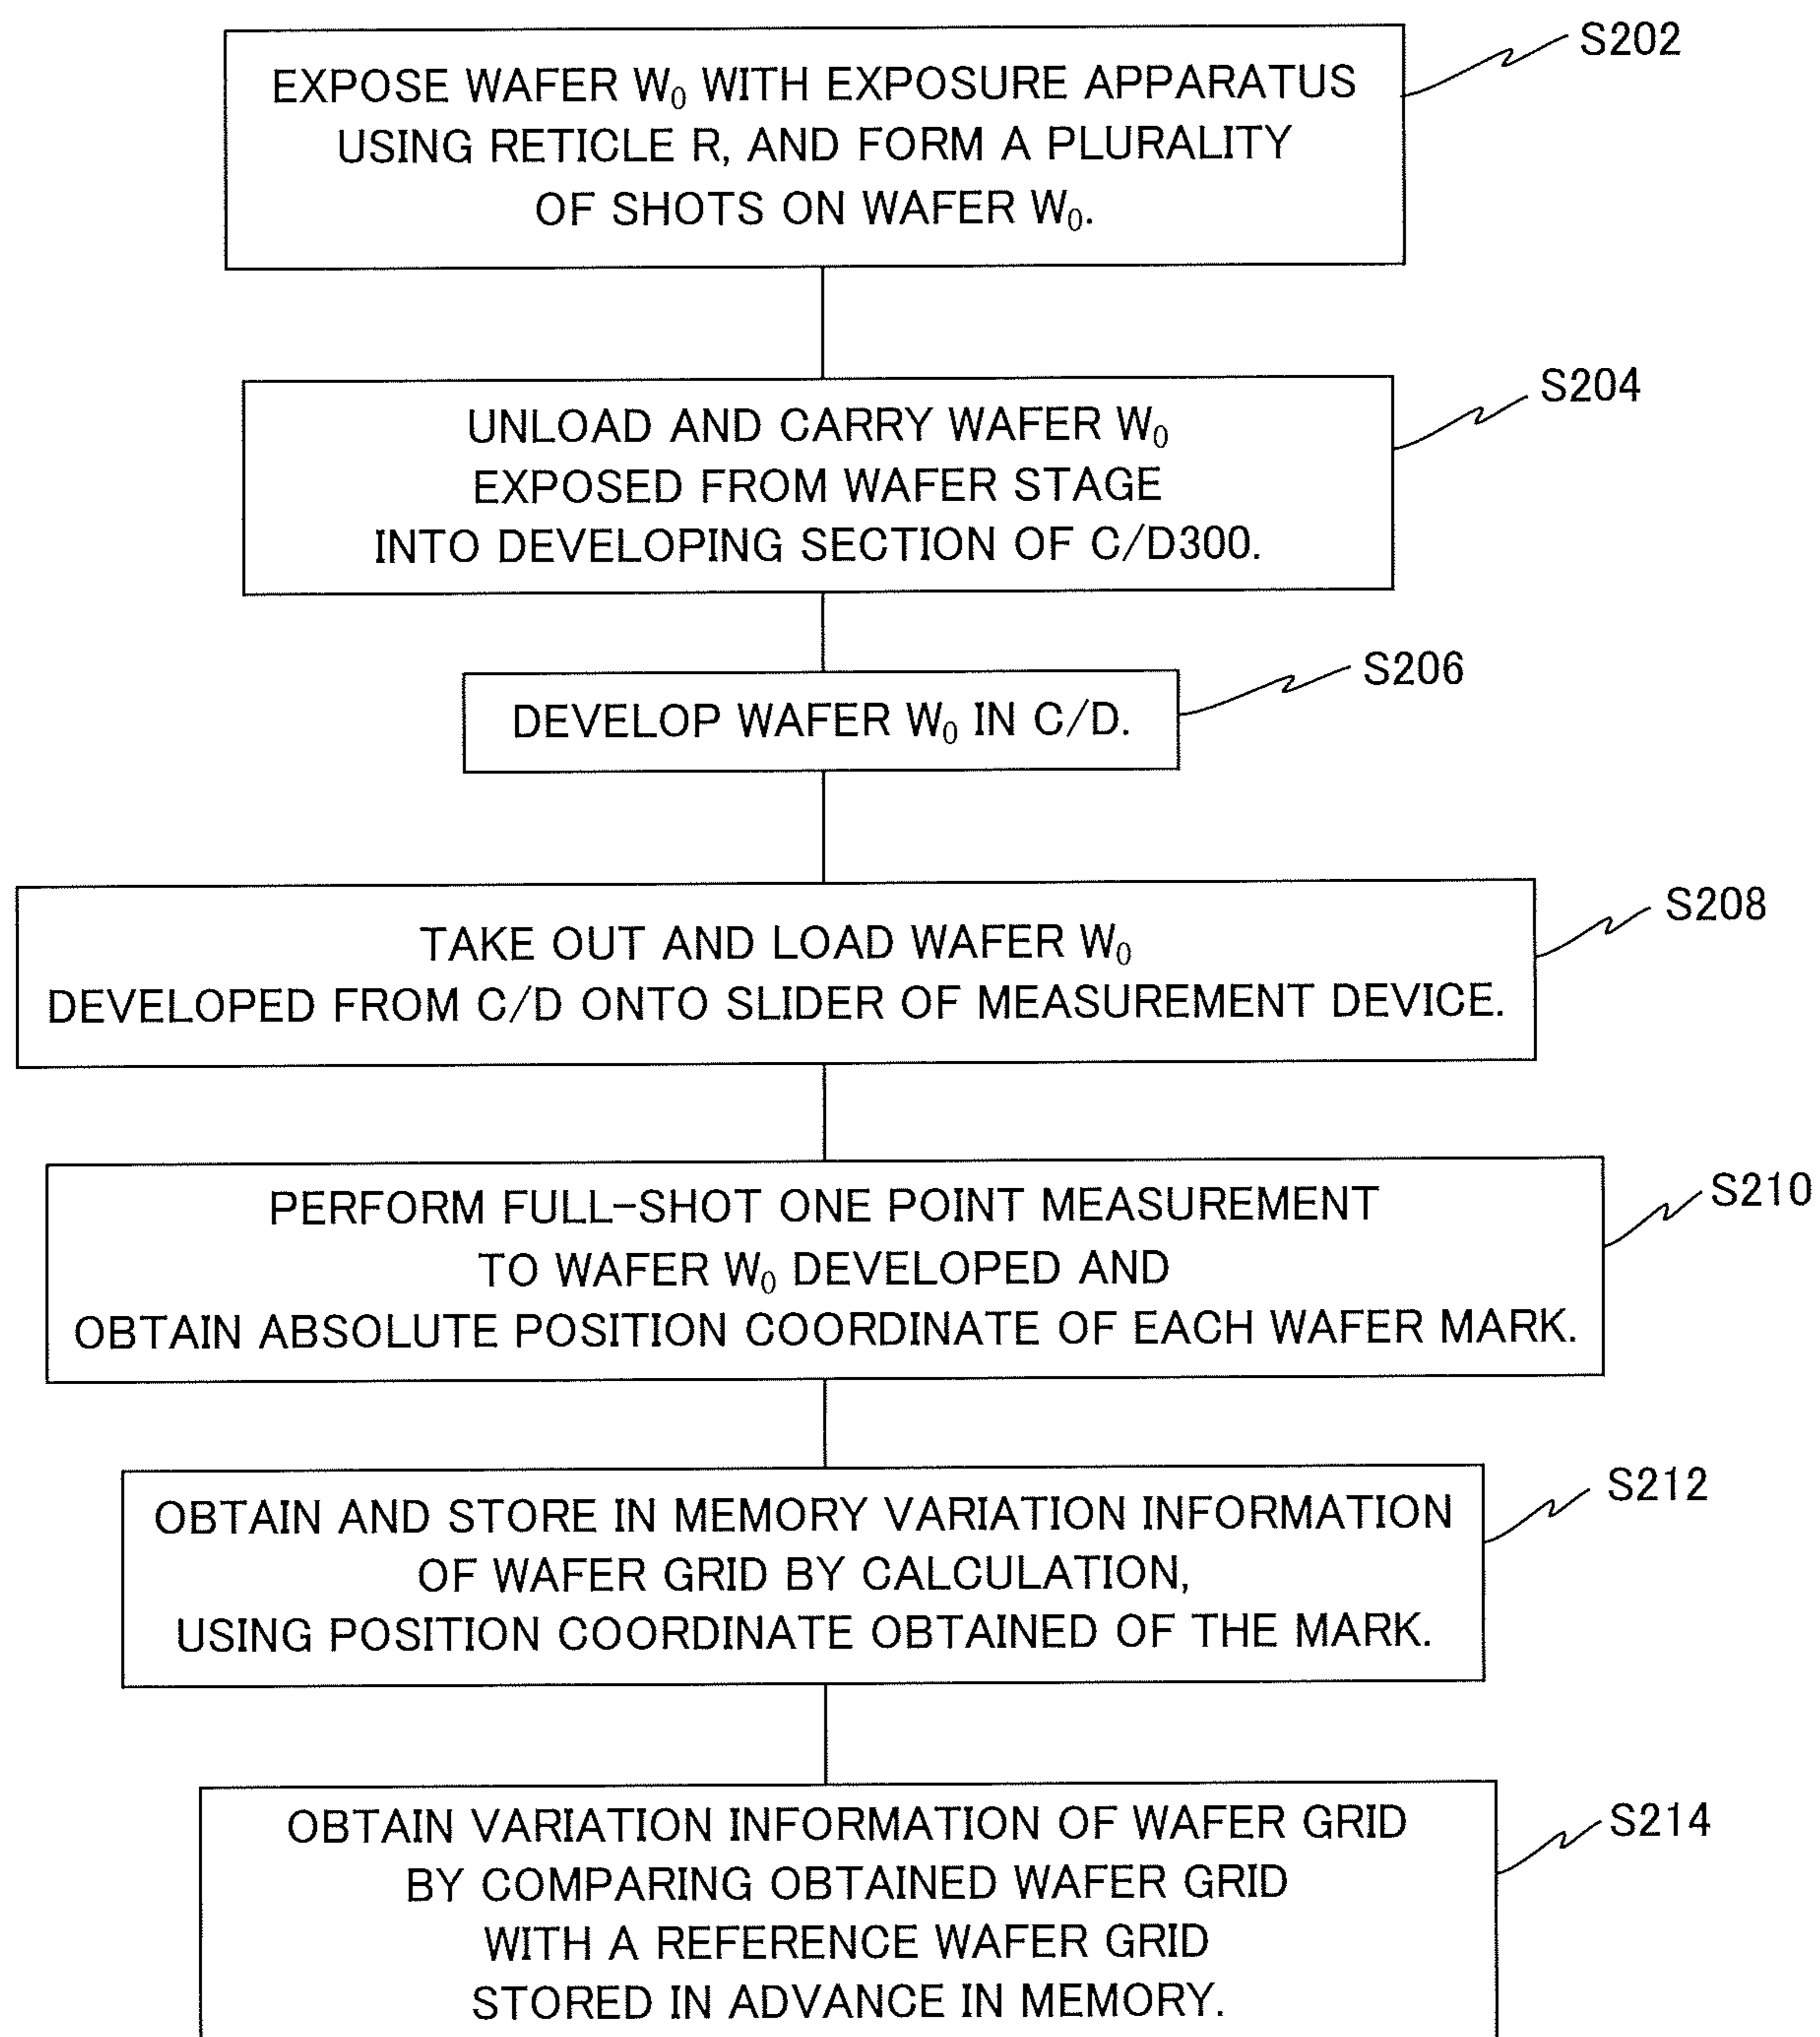 S202
EXPOSE WAFER W₀ WITH EXPOSURE APPARATUS
USING RETICLE R, AND FORM A PLURALITY
OF SHOTS ON WAFER W₀.
S204
UNLOAD AND CARRY WAFER W₀
EXPOSED FROM WAFER STAGE
INTO DEVELOPING SECTION OF C/D300.
S206
DEVELOP WAFER W₀ IN C/D.
S208
TAKE OUT AND LOAD WAFER W₀
DEVELOPED FROM C/D ONTO SLIDER OF MEASUREMENT DEVICE.
S210
PERFORM FULL-SHOT ONE POINT MEASUREMENT
TO WAFER W₀ DEVELOPED AND
OBTAIN ABSOLUTE POSITION COORDINATE OF EACH WAFER MARK.
S212
OBTAIN AND STORE IN MEMORY VARIATION INFORMATION
OF WAFER GRID BY CALCULATION,
USING POSITION COORDINATE OBTAINED OF THE MARK.
S214
OBTAIN VARIATION INFORMATION OF WAFER GRID
BY COMPARING OBTAINED WAFER GRID
WITH A REFERENCE WAFER GRID
STORED IN ADVANCE IN MEMORY.